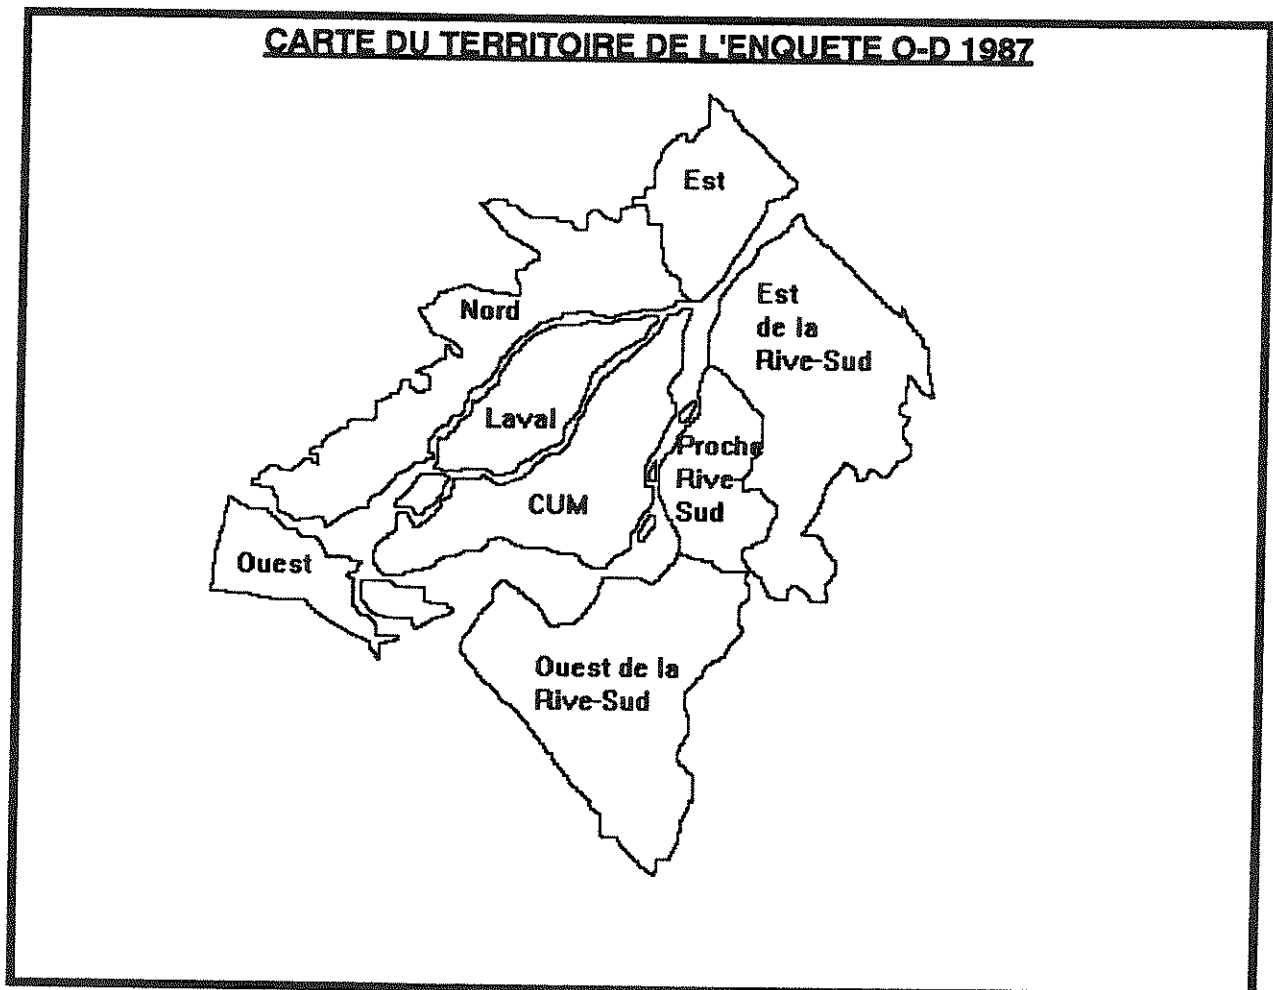 CARTE DU TERRITOIRE DE L'ENQUETE O-D 1987
Est
Nord
Est
de la
Rive-Sud
Laval
Proche
Rive-
Sud
CUM
Ouest
Ouest de la
Rive-Sud